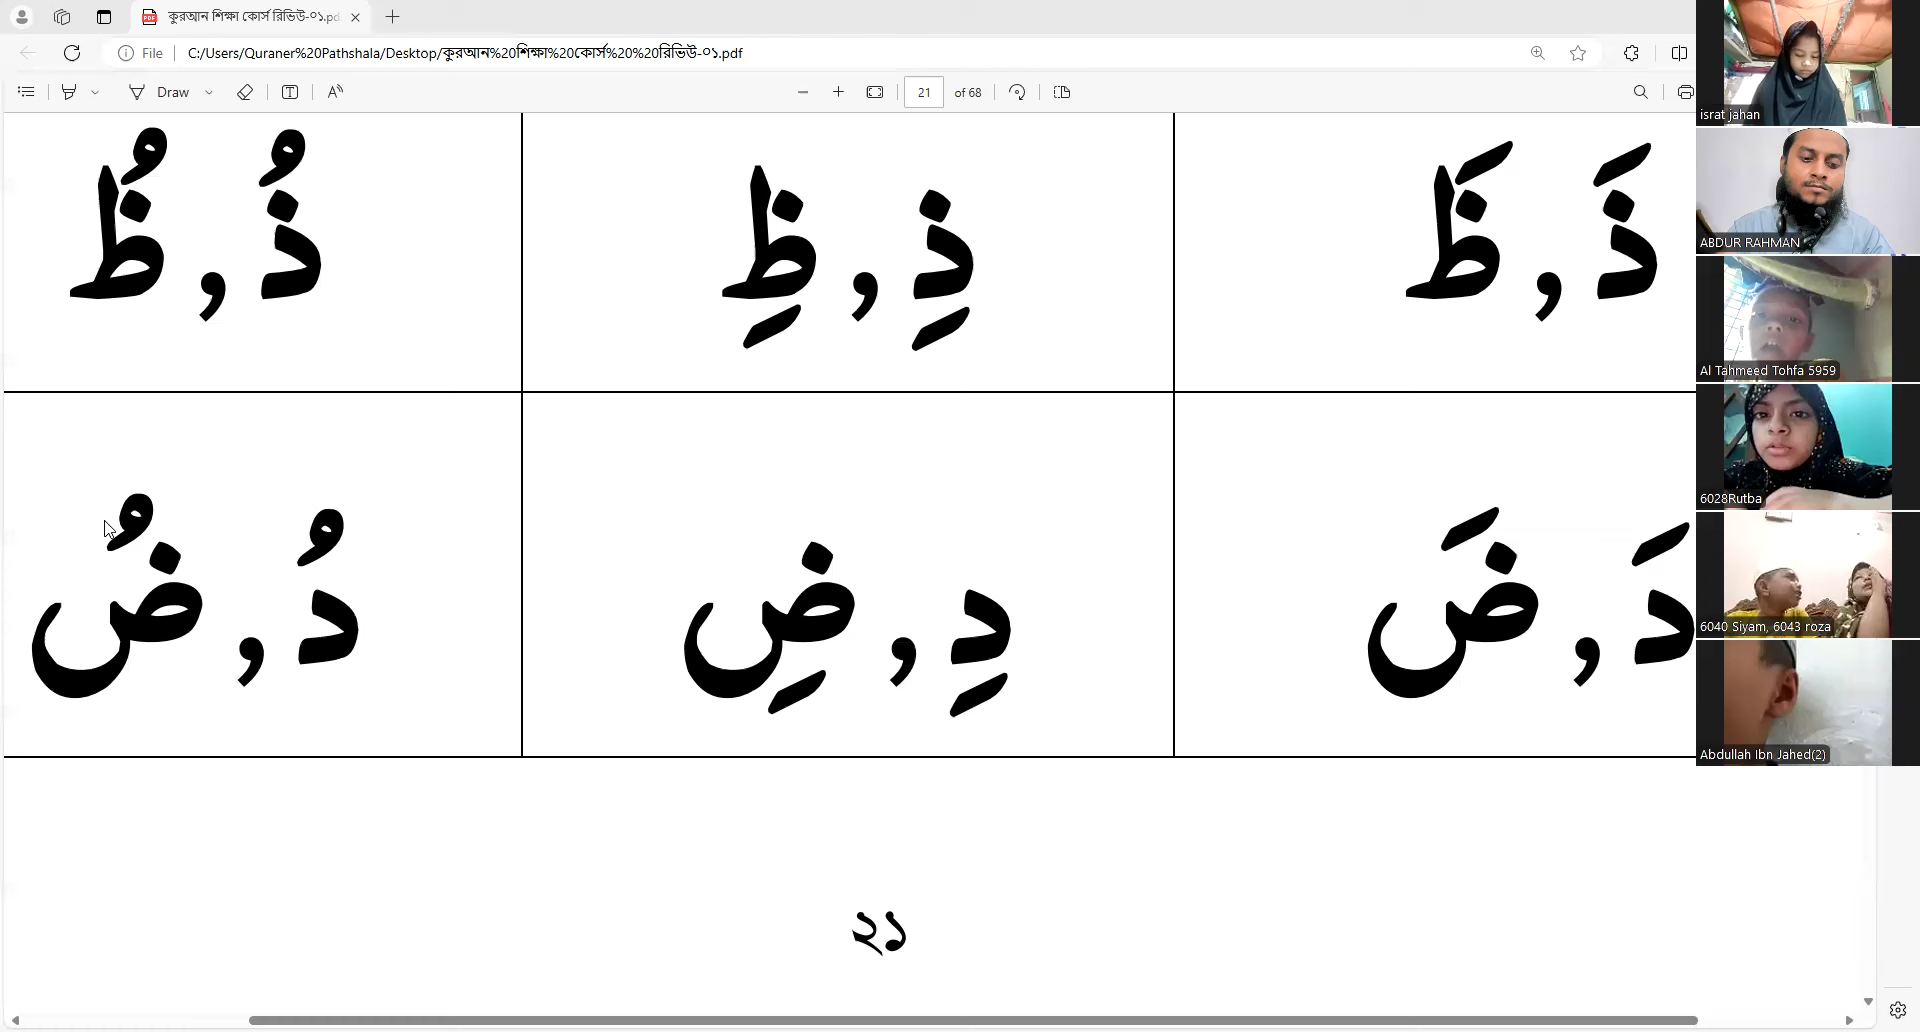 কুরআন শিক্ষা কোর্স রিভিউ-০১.pd
File C:/Users/Quraner%20Pathshala/Desktop/কুরআন%20শিক্ষা%20কোর্স%20%20রিভিউ-০১.pdf
Draw 21 of 68
ذَ , ظَ ذِ , ظِ ذُ , ظُ
دَ , ضَ دِ , ضِ دُ , ضُ
২১
israt jahan
ABDUR RAHMAN
Al Tahmeed Tohfa 5959
6028Rutba
6040 Siyam, 6043 roza
Abdullah Ibn Jahed(2)